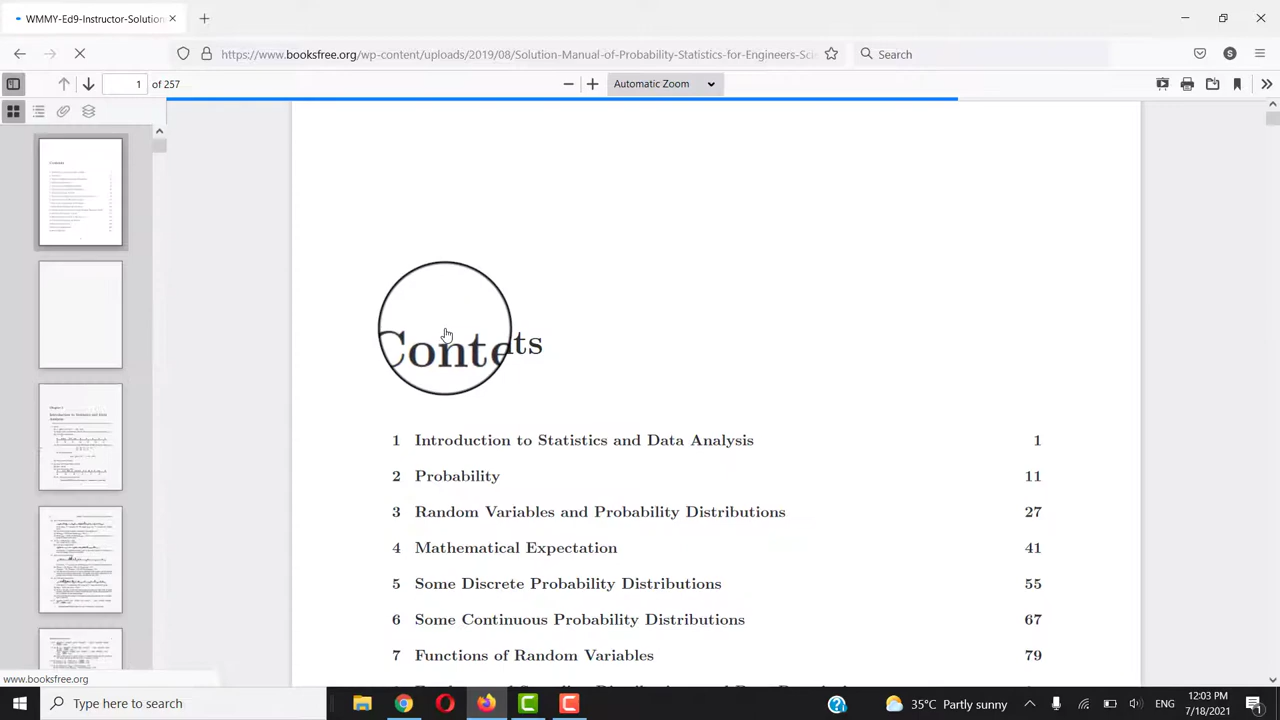 WMMY-Ed9-Instructor-Solution
https://www.booksfree.org/wp-content/uploads/2019/08/Solution-Manual-of-Probability-Statistics-for-Engineers-Sci
Search
S
1 of 257
Automatic Zoom
Contents
1 Introduction to Statistics and Data Analysis 1
2 Probability 11
3 Random Variables and Probability Distributions 27
4 Mathematical Expectation 41
5 Some Discrete Probability Distributions 55
6 Some Continuous Probability Distributions 67
7 Functions of Random Variables 79
www.booksfree.org
Type here to search
35°C Partly sunny
ENG
12:03 PM
7/18/2021